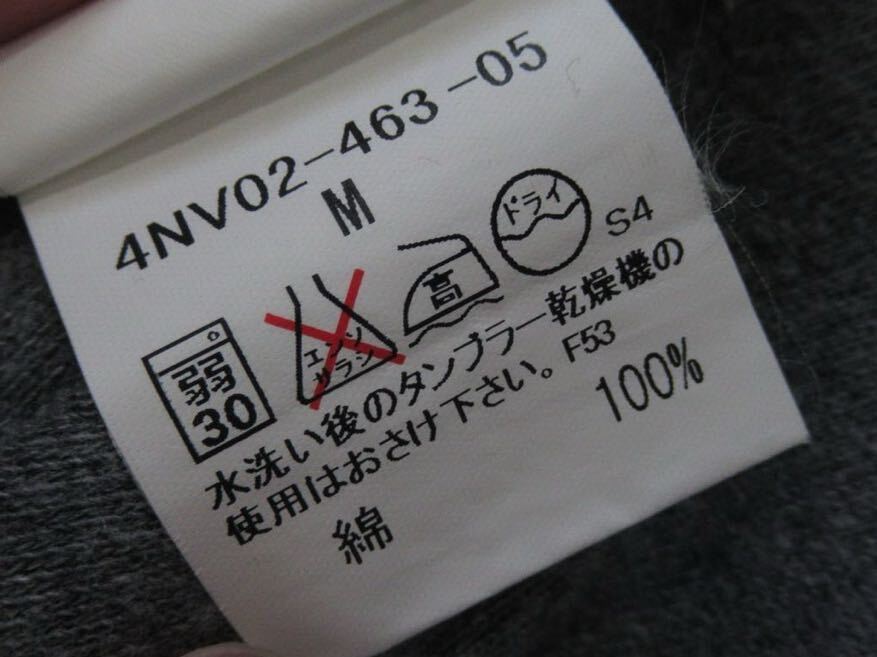 4NV02-463-05
M
弱
30
エンソ
サラシ
高
ドライ
S4
水洗い後のタンブラー乾燥機の
使用はおさけ下さい。F53
綿 100%